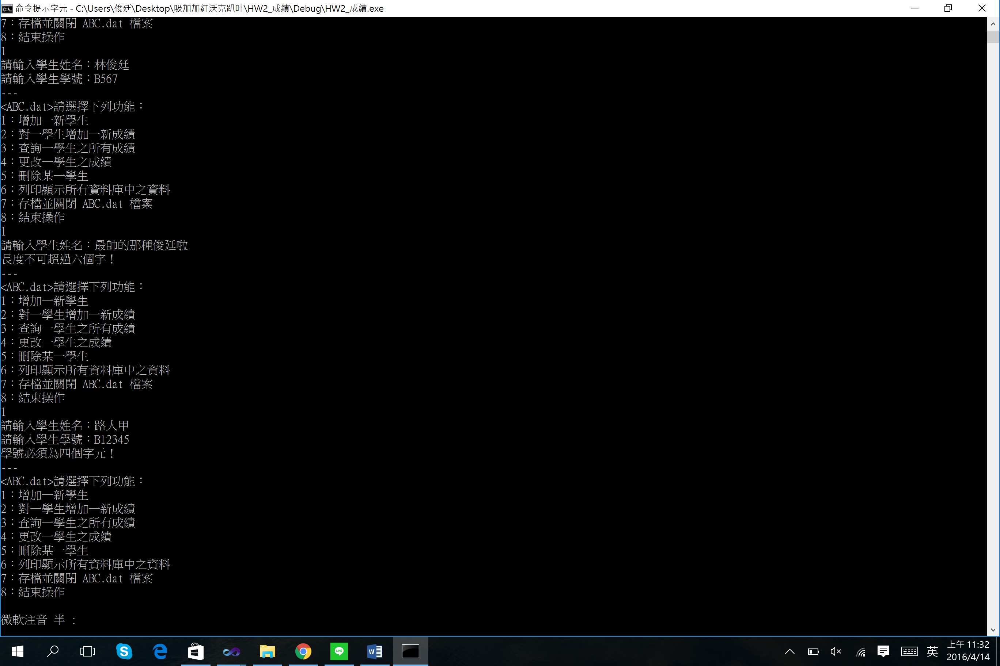 命令提示字元 - C:\Users\俊廷\Desktop\吸加加紅沃克趴吐\HW2_成績\Debug\HW2_成績.exe
7：存檔並關閉 ABC.dat 檔案
8：結束操作
1
請輸入學生姓名：林俊廷
請輸入學生學號：B567
---
<ABC.dat>請選擇下列功能：
1：增加一新學生
2：對一學生增加一新成績
3：查詢一學生之所有成績
4：更改一學生之成績
5：刪除某一學生
6：列印顯示所有資料庫中之資料
7：存檔並關閉 ABC.dat 檔案
8：結束操作
1
請輸入學生姓名：最帥的那種俊廷啦
長度不可超過六個字！
---
<ABC.dat>請選擇下列功能：
1：增加一新學生
2：對一學生增加一新成績
3：查詢一學生之所有成績
4：更改一學生之成績
5：刪除某一學生
6：列印顯示所有資料庫中之資料
7：存檔並關閉 ABC.dat 檔案
8：結束操作
1
請輸入學生姓名：路人甲
請輸入學生學號：B12345
學號必須為四個字元！
---
<ABC.dat>請選擇下列功能：
1：增加一新學生
2：對一學生增加一新成績
3：查詢一學生之所有成績
4：更改一學生之成績
5：刪除某一學生
6：列印顯示所有資料庫中之資料
7：存檔並關閉 ABC.dat 檔案
8：結束操作
微軟注音 半 :
LINE
英
上午 11:32
2016/4/14